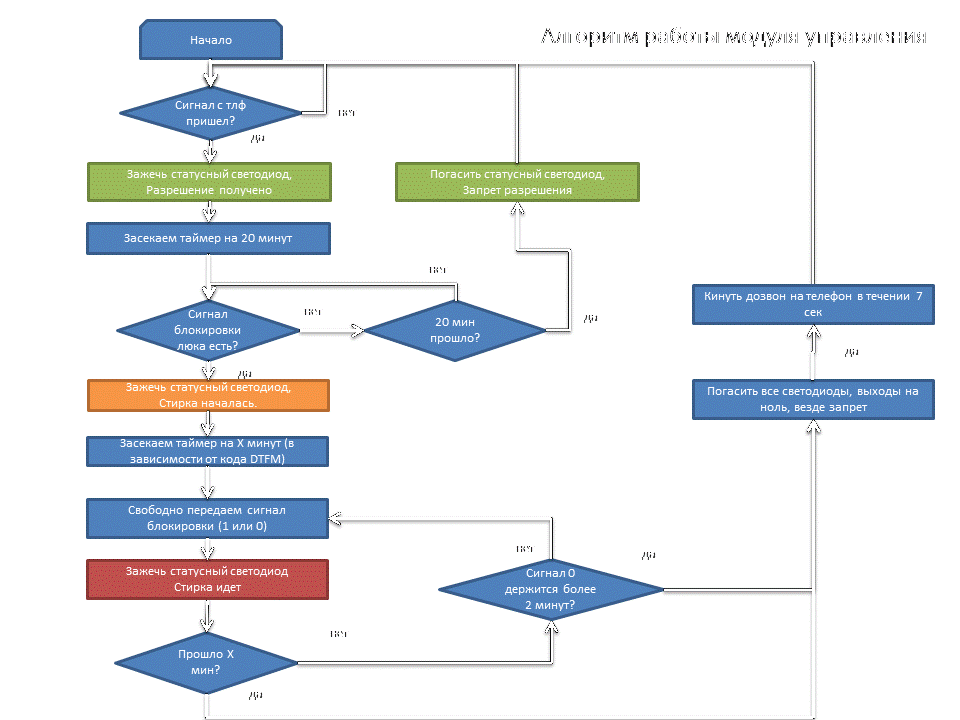 Алгоритм работы модуля управления
Начало
Сигнал с тлф
пришел?
нет
да
Зажечь статусный светодиод,
Разрешение получено
Погасить статусный светодиод,
Запрет разрешения
Засекаем таймер на 20 минут
нет
Сигнал
блокировки
люка есть?
нет
20 мин
прошло?
да
Кинуть дозвон на телефон в течении 7
сек
да
да
Зажечь статусный светодиод,
Стирка началась.
Погасить все светодиоды, выходы на
ноль, везде запрет
Засекаем таймер на X минут (в
зависимости от кода DTFM)
Свободно передаем сигнал
блокировки (1 или 0)
нет
да
Зажечь статусный светодиод
Стирка идет
Сигнал 0
держится более
2 минут?
нет
Прошло X
мин?
да